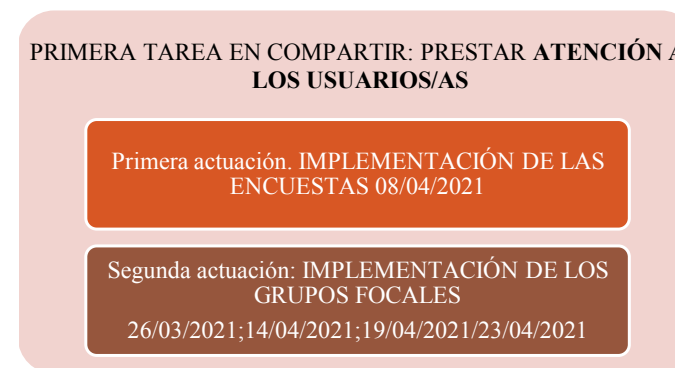 PRIMERA TAREA EN COMPARTIR: PRESTAR ATENCIÓN A
LOS USUARIOS/AS
Primera actuación. IMPLEMENTACIÓN DE LAS
ENCUESTAS 08/04/2021
Segunda actuación: IMPLEMENTACIÓN DE LOS
GRUPOS FOCALES
26/03/2021;14/04/2021;19/04/2021/23/04/2021